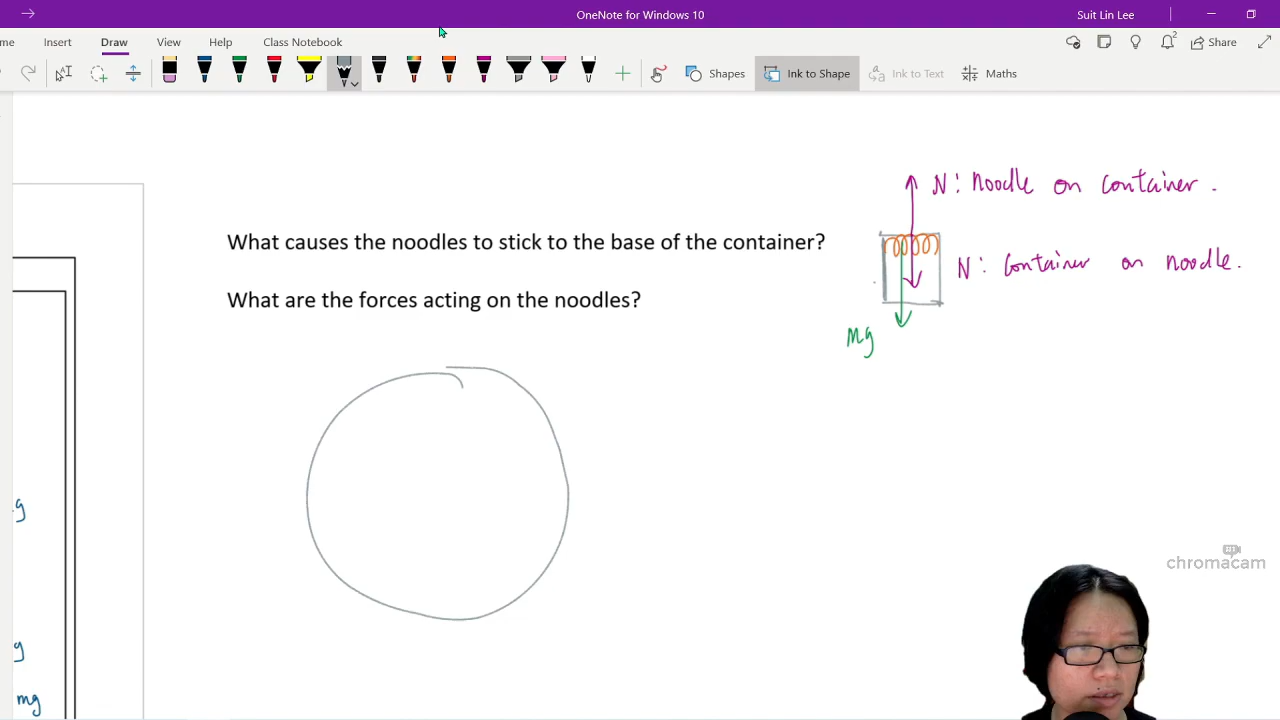 OneNote for Windows 10
Suit Lin Lee
me Insert Draw View Help Class Notebook
Share
Shapes Ink to Shape Ink to Text Maths
N: Noodle on container.
What causes the noodles to stick to the base of the container?
N: Container on noodle.
What are the forces acting on the noodles?
mg
g
chromacam
g
mg